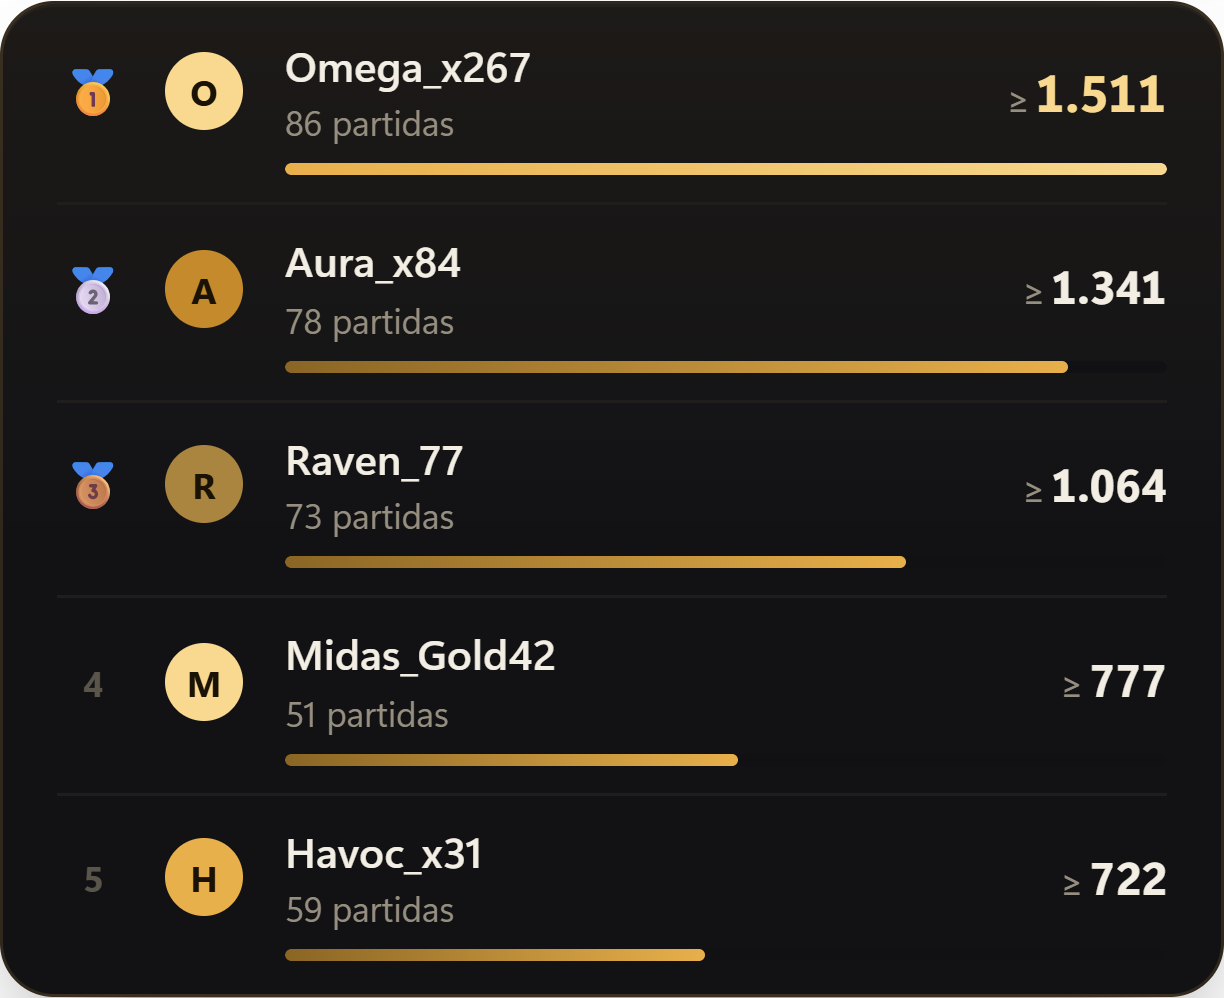 1
O
Omega_x267
86 partidas
≥ 1.511
2
A
Aura_x84
78 partidas
≥ 1.341
3
R
Raven_77
73 partidas
≥ 1.064
4
M
Midas_Gold42
51 partidas
≥ 777
5
H
Havoc_x31
59 partidas
≥ 722